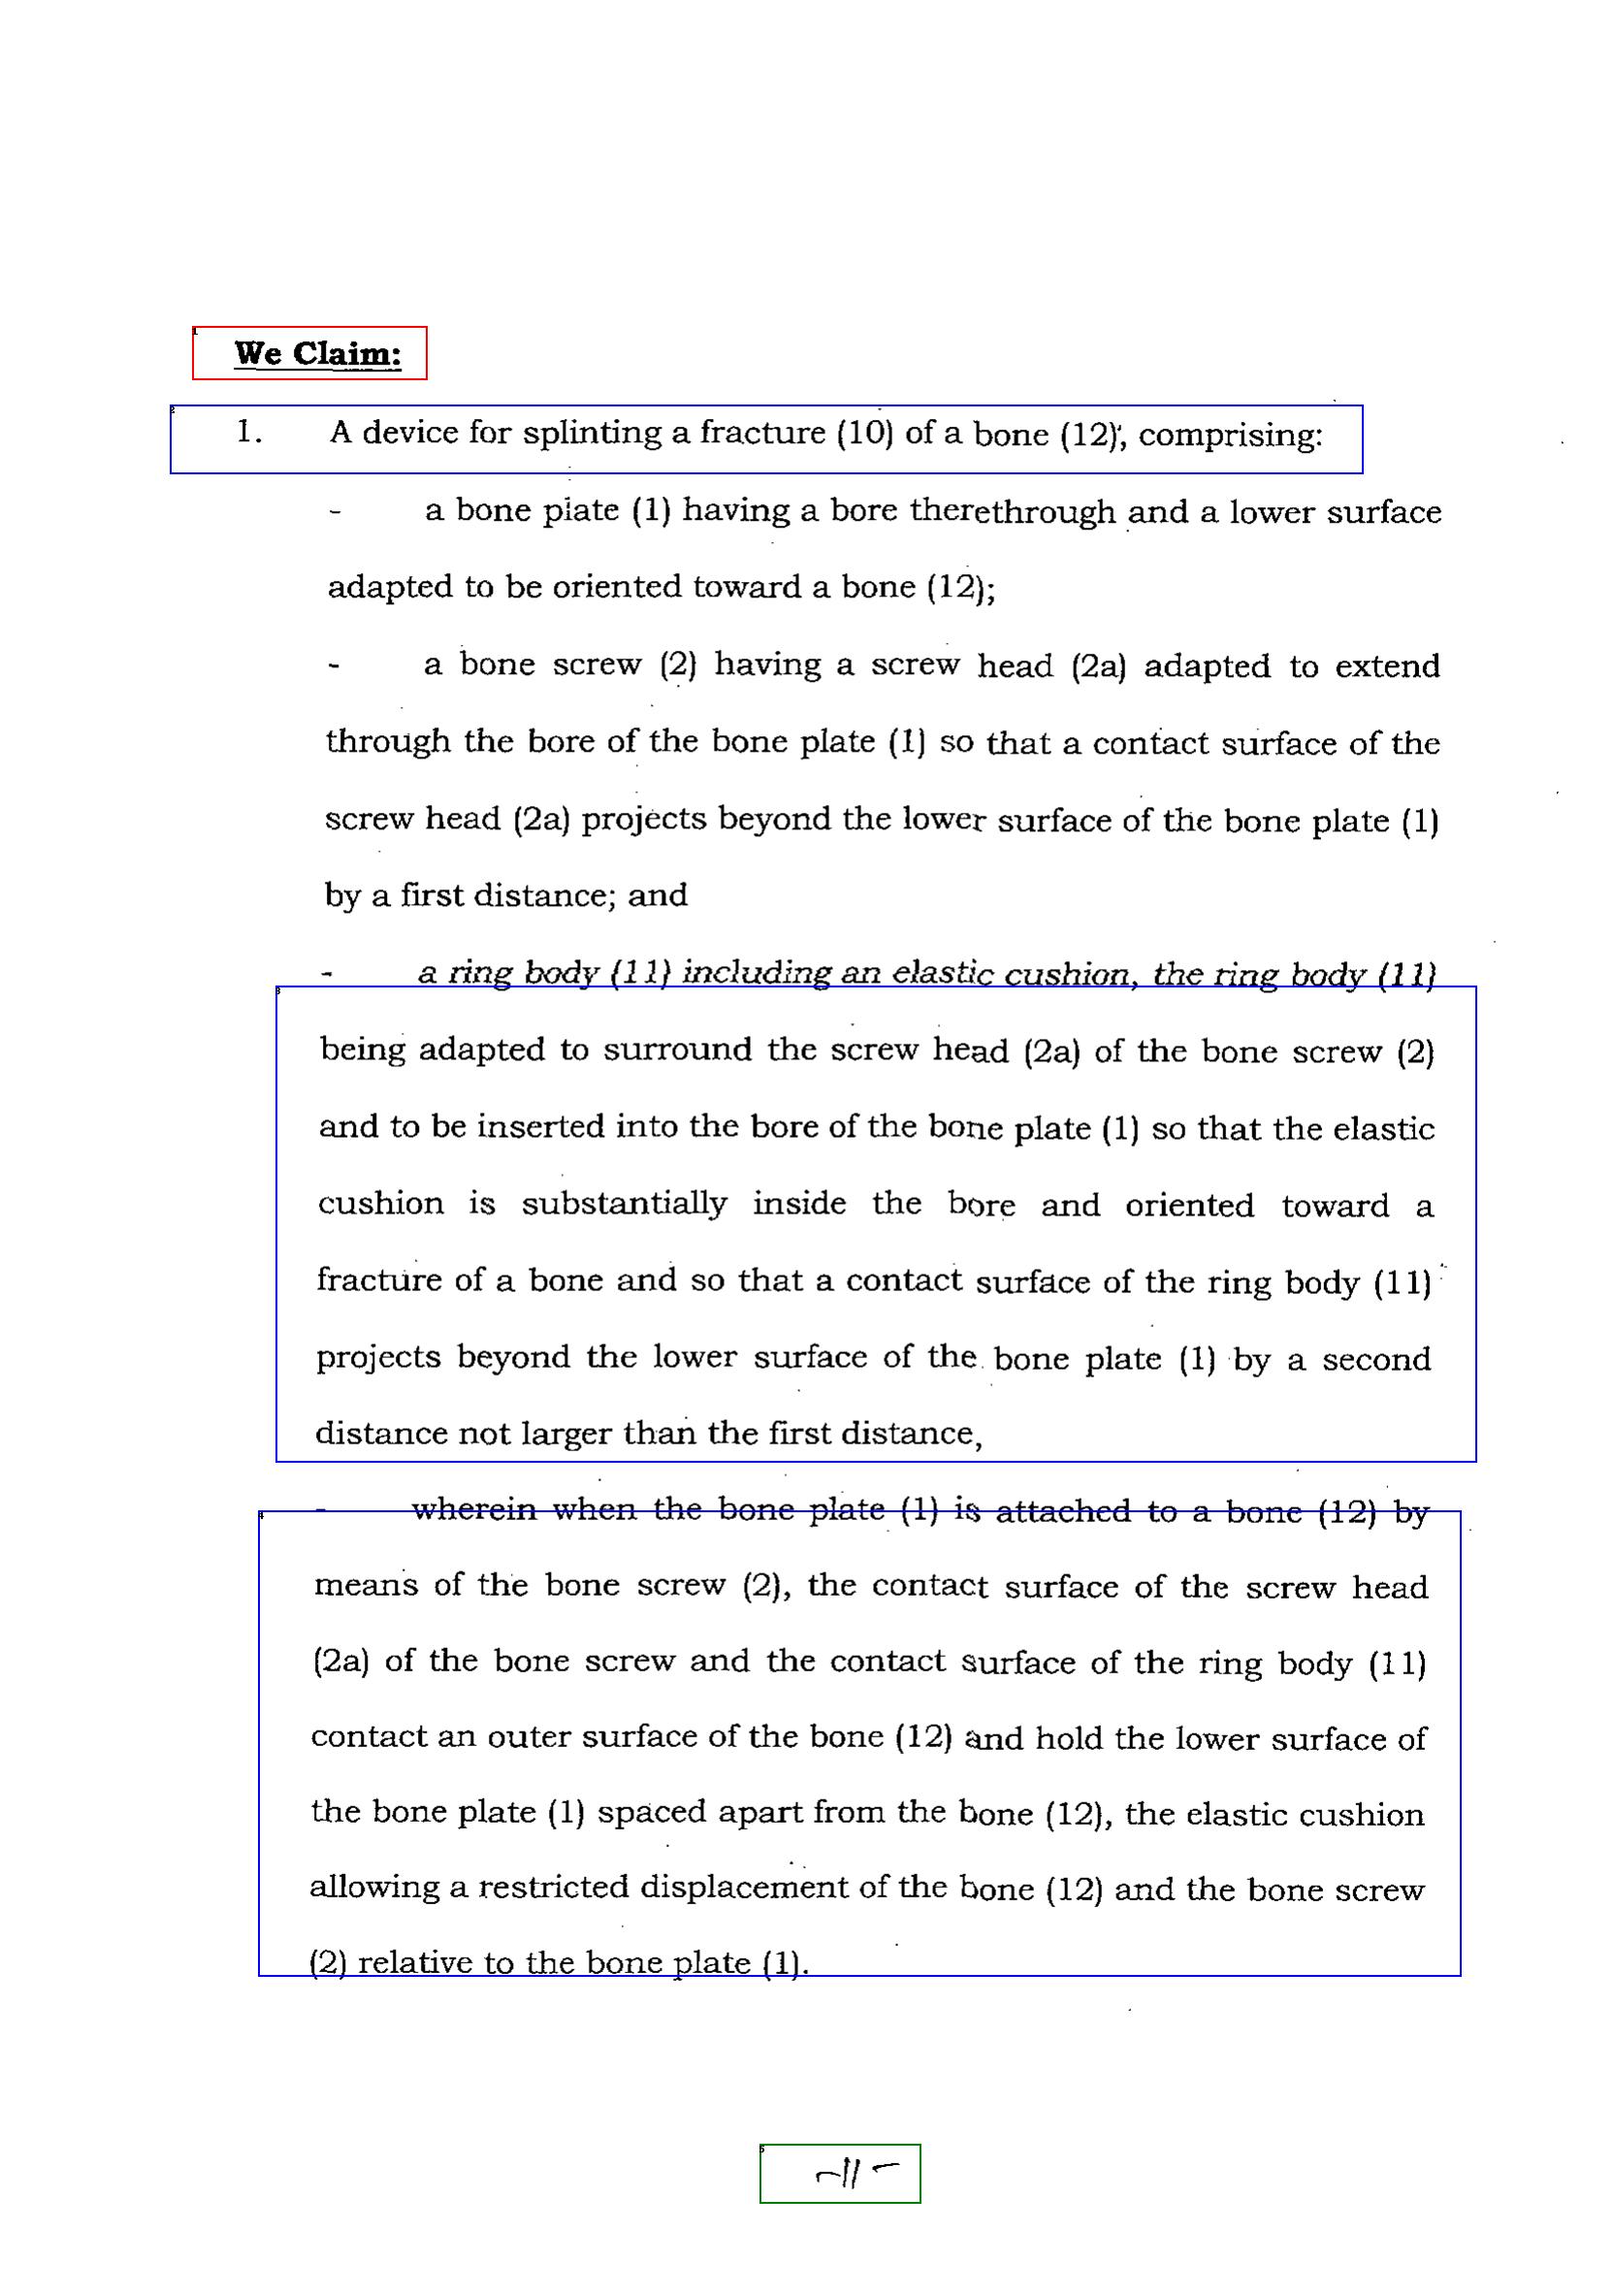 We Claim:
1. A device for splinting a fracture (10) of a bone (12), comprising:
- a bone plate (1) having a bore therethrough and a lower surface
adapted to be oriented toward a bone (12);
- a bone screw (2) having a screw head (2a) adapted to extend
through the bore of the bone plate (1) so that a contact surface of the
screw head (2a) projects beyond the lower surface of the bone plate (1)
by a first distance; and
- a ring body (11) including an elastic cushion, the ring body (11)
being adapted to surround the screw head (2a) of the bone screw (2)
and to be inserted into the bore of the bone plate (1) so that the elastic
cushion is substantially inside the bore and oriented toward a
fracture of a bone and so that a contact surface of the ring body (11)
projects beyond the lower surface of the bone plate (1) by a second
distance not larger than the first distance,
- wherein when the bone plate (1) is attached to a bone (12) by
means of the bone screw (2), the contact surface of the screw head
(2a) of the bone screw and the contact surface of the ring body (11)
contact an outer surface of the bone (12) and hold the lower surface of
the bone plate (1) spaced apart from the bone (12), the elastic cushion
allowing a restricted displacement of the bone (12) and the bone screw
(2) relative to the bone plate (1).
-11-